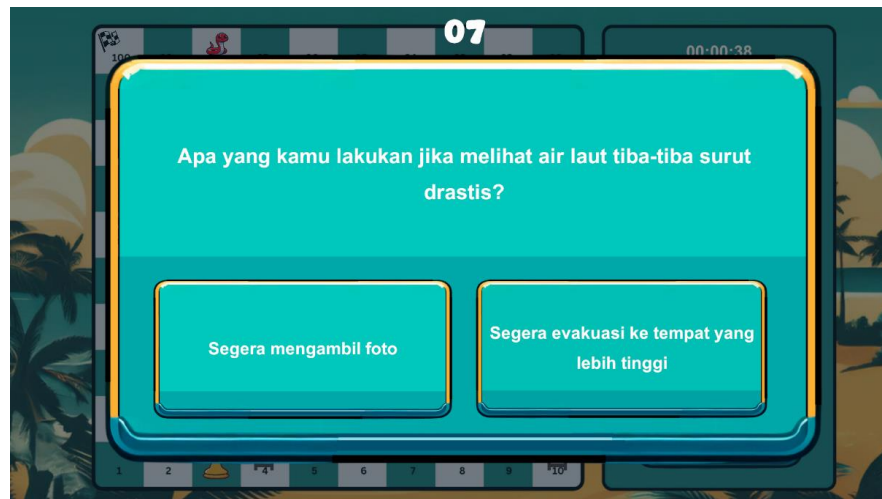 07
00:00:38
100
Apa yang kamu lakukan jika melihat air laut tiba-tiba surut
drastis?
Segera mengambil foto
Segera evakuasi ke tempat yang
lebih tinggi
1 2 4 5 6 7 8 9 10